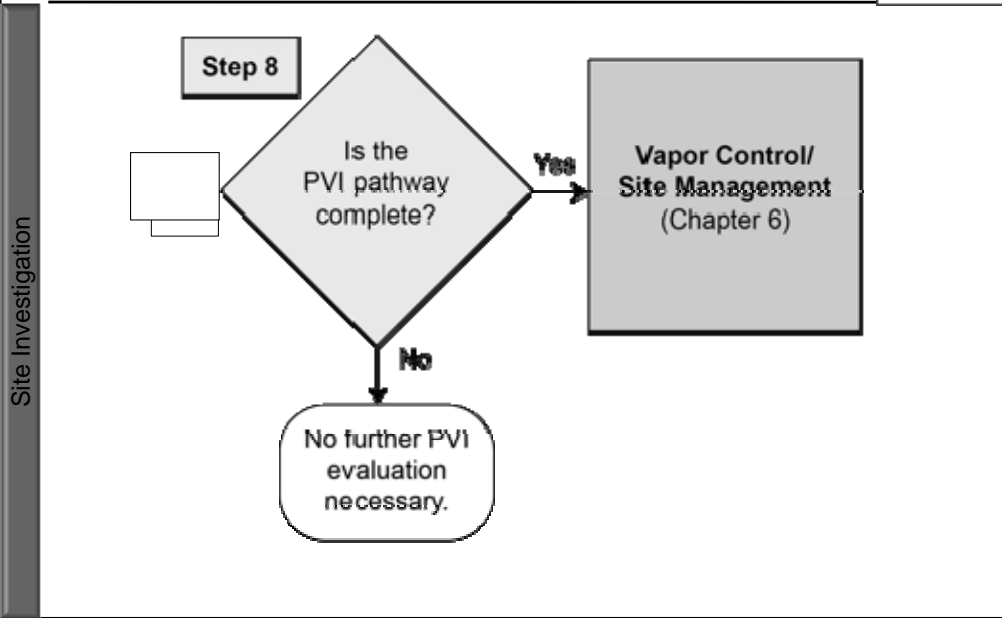 Step 8
Is the
PVI pathway
complete?
Yes
Vapor Control/
Site Management
(Chapter 6)
No
No further PVI
evaluation
necessary.
Site Investigation